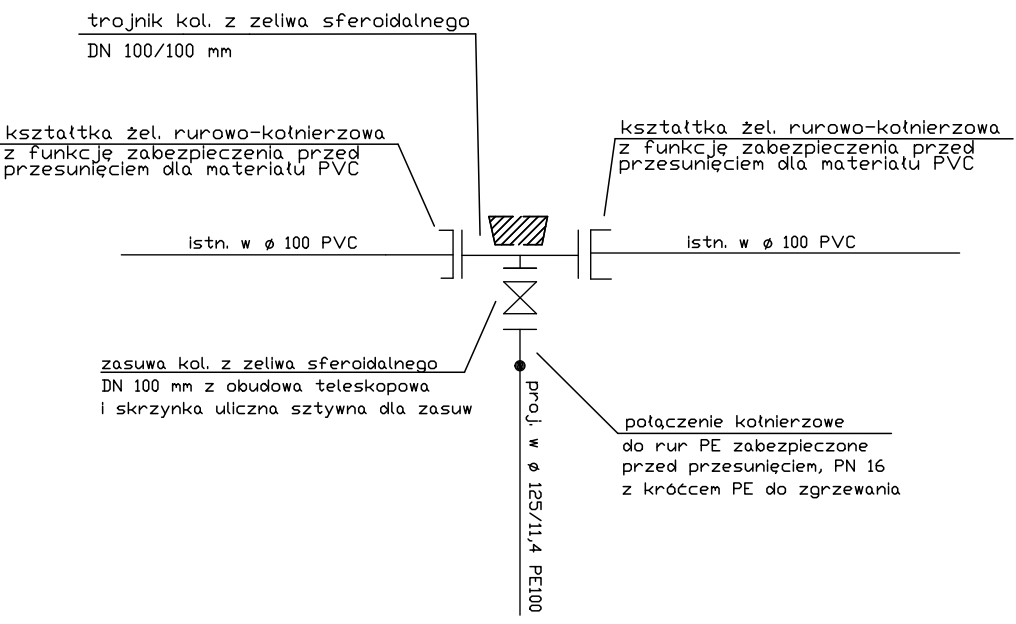 trojnik kol. z zeliwa sferoidalnego
DN 100/100 mm
kształtka żel. rurowo-kołnierzowa
z funkcję zabezpieczenia przed
przesunięciem dla materiału PVC
kształtka żel. rurowo-kołnierzowa
z funkcję zabezpieczenia przed
przesunięciem dla materiału PVC
istn. w ø 100 PVC
istn. w ø 100 PVC
zasuwa kol. z zeliwa sferoidalnego
DN 100 mm z obudowa teleskopowa
i skrzynka uliczna sztywna dla zasuw
proj. w ø 125/11,4 PE100
połączenie kołnierzowe
do rur PE zabezpieczone
przed przesunięciem, PN 16
z króćcem PE do zgrzewania